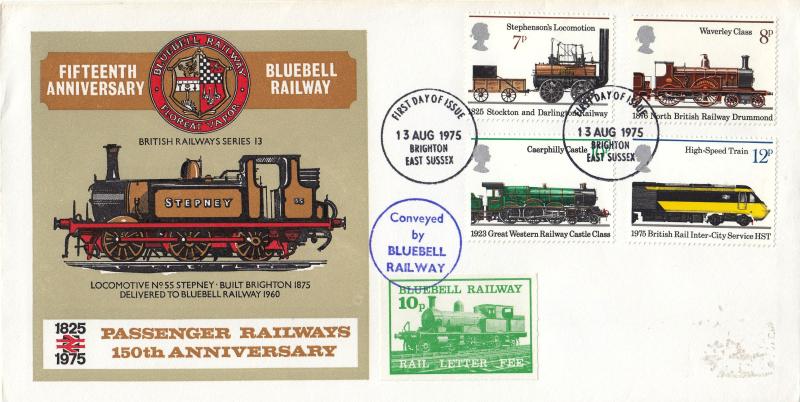 FIFTEENTH
ANNIVERSARY
BLUEBELL RAILWAY
FLOREAT VAPOR
BLUEBELL
RAILWAY
BRITISH RAILWAYS SERIES 13
STEPNEY
55
LOCOMOTIVE Nº 55 STEPNEY · BUILT BRIGHTON 1875
DELIVERED TO BLUEBELL RAILWAY 1960
1825
1975
PASSENGER RAILWAYS
150th ANNIVERSARY
Stephenson's Locomotion
7P
1825 Stockton and Darlington Railway
Waverley Class
8P
1876 North British Railway Drummond
Caerphilly Castle
1923 Great Western Railway Castle Class
High-Speed Train
12P
1975 British Rail Inter-City Service HST
FIRST DAY OF ISSUE
13 AUG 1975
BRIGHTON
EAST SUSSEX
FIRST DAY OF ISSUE
13 AUG 1975
BRIGHTON
EAST SUSSEX
Conveyed
by
BLUEBELL
RAILWAY
BLUEBELL RAILWAY
10p
RAIL LETTER FEE